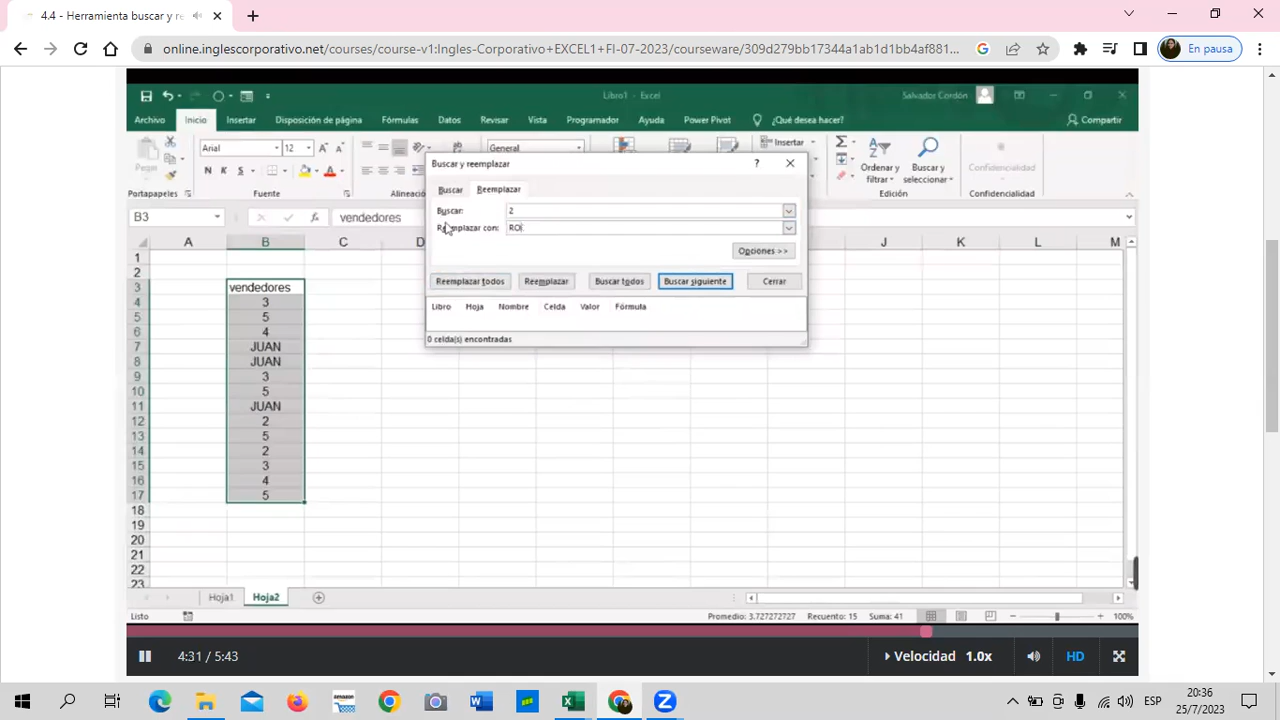 4.4 - Herramienta buscar y re
online.inglescorporativo.net/courses/course-v1:Ingles-Corporativo+EXCEL1+FI-07-2023/courseware/309d279bb17344a1ab1d1bb4af881...
En pausa
Libro1 - Excel
Salvador Cordón
Archivo Inicio Insertar Disposición de página Fórmulas Datos Revisar Vista Programador Ayuda Power Pivot ¿Qué desea hacer? Compartir
Pegar
Arial 12
N K S
General
Insertar
Ordenar y filtrar
Buscar y seleccionar
Confidencialidad
Portapapeles Fuente Alineació Edición Confidencialidad
B3 vendedores
Buscar y reemplazar
Buscar Reemplazar
Buscar: 2
Reemplazar con: RO
Opciones >>
Reemplazar todos Reemplazar Buscar todos Buscar siguiente Cerrar
Libro Hoja Nombre Celda Valor Fórmula
0 celda(s) encontradas
A B C D J K L M
1
2
3 vendedores
4 3
5 5
6 4
7 JUAN
8 JUAN
9 3
10 5
11 JUAN
12 2
13 5
14 2
15 3
16 4
17 5
18
19
20
21
22
23
Hoja1 Hoja2
Listo Promedio: 3.727272727 Recuento: 15 Suma: 41 100%
4:31 / 5:43 Velocidad 1.0x HD
ESP
20:36
25/7/2023